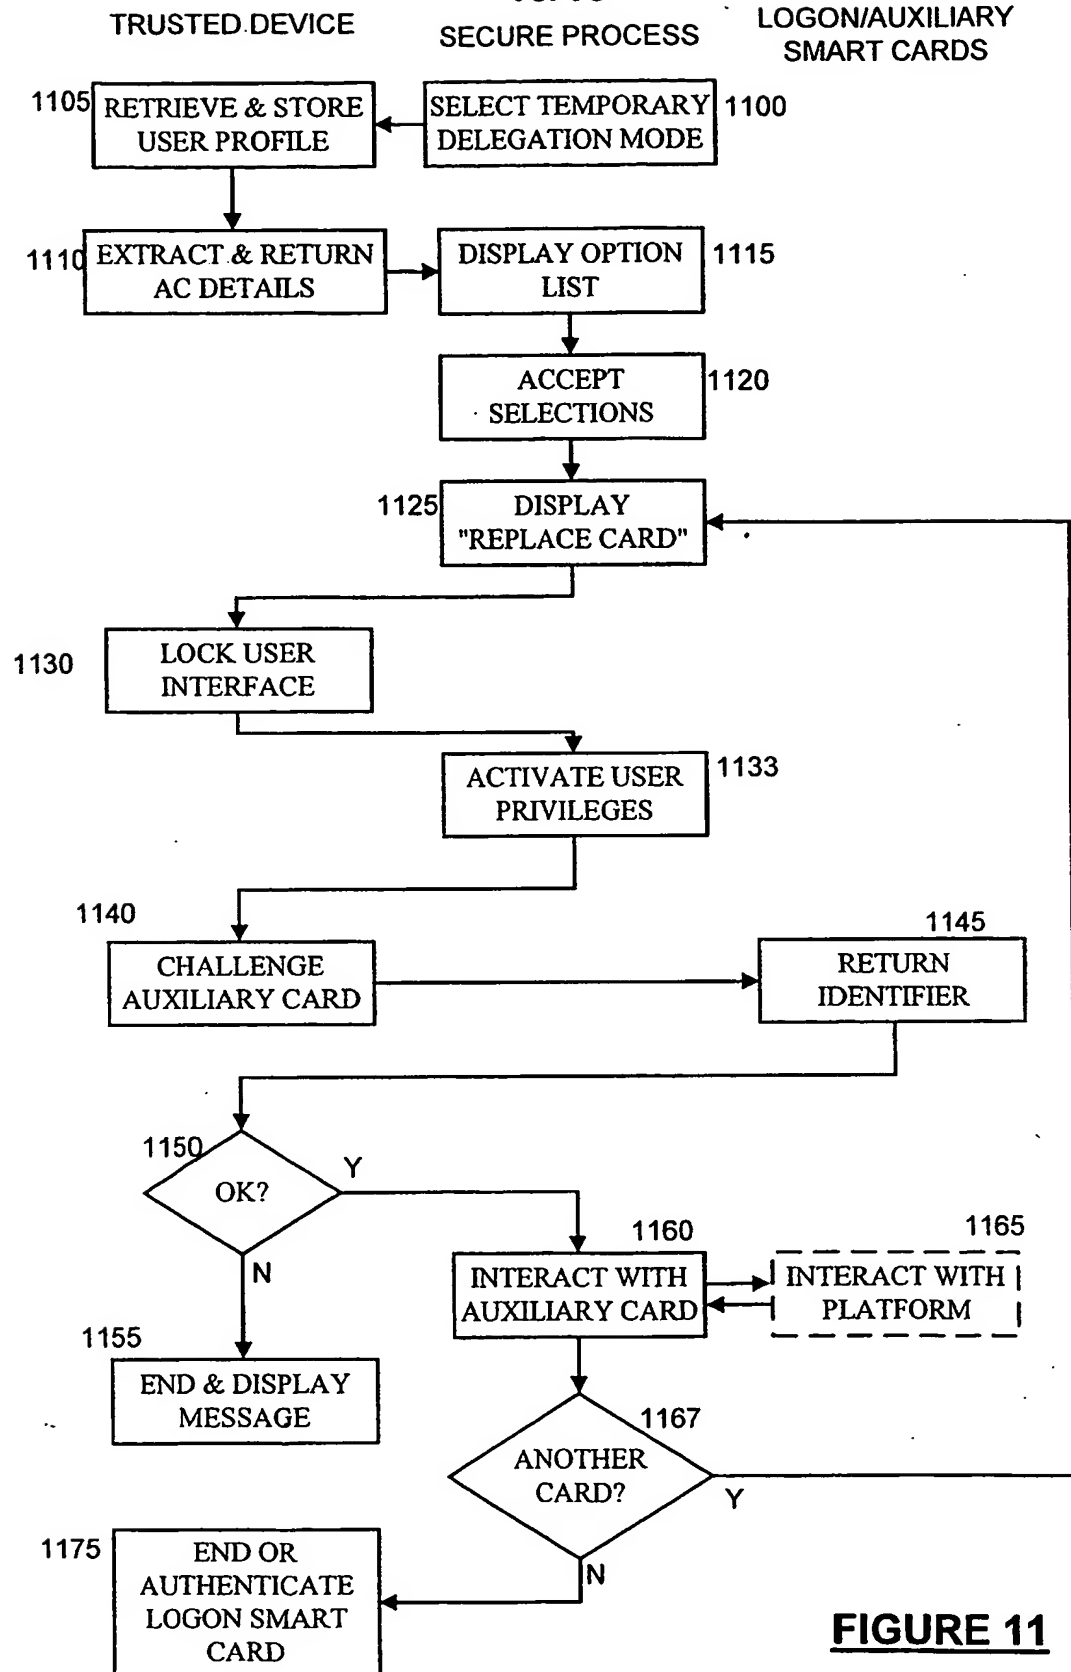 TRUSTED DEVICE
SECURE PROCESS
LOGON/AUXILIARY
SMART CARDS
1105
RETRIEVE & STORE
USER PROFILE
SELECT TEMPORARY
DELEGATION MODE
1100
1110
EXTRACT & RETURN
AC DETAILS
DISPLAY OPTION
LIST
1115
ACCEPT
SELECTIONS
1120
1125
DISPLAY
"REPLACE CARD"
1130
LOCK USER
INTERFACE
ACTIVATE USER
PRIVILEGES
1133
1140
CHALLENGE
AUXILIARY CARD
1145
RETURN
IDENTIFIER
1150
OK?
Y
N
1160
INTERACT WITH
AUXILIARY CARD
1165
INTERACT WITH
PLATFORM
1155
END & DISPLAY
MESSAGE
1167
ANOTHER
CARD?
Y
N
1175
END OR
AUTHENTICATE
LOGON SMART
CARD
FIGURE 11